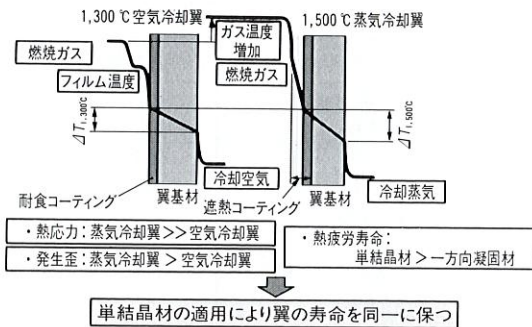 1,300 ℃空気冷却翼
1,500℃蒸気冷却翼
ガス温度
増加
燃焼ガス
フィルム温度
燃焼ガス
ΔT1,300℃
ΔT1,500℃
冷却空気
冷却蒸気
翼基材
翼基材
耐食コーティング
遮熱コーティング
・熱応力：蒸気冷却翼>>空気冷却翼
・発生歪：蒸気冷却翼 > 空気冷却翼
・熱疲労寿命：
単結晶材 > 一方向凝固材
単結晶材の適用により翼の寿命を同一に保つ